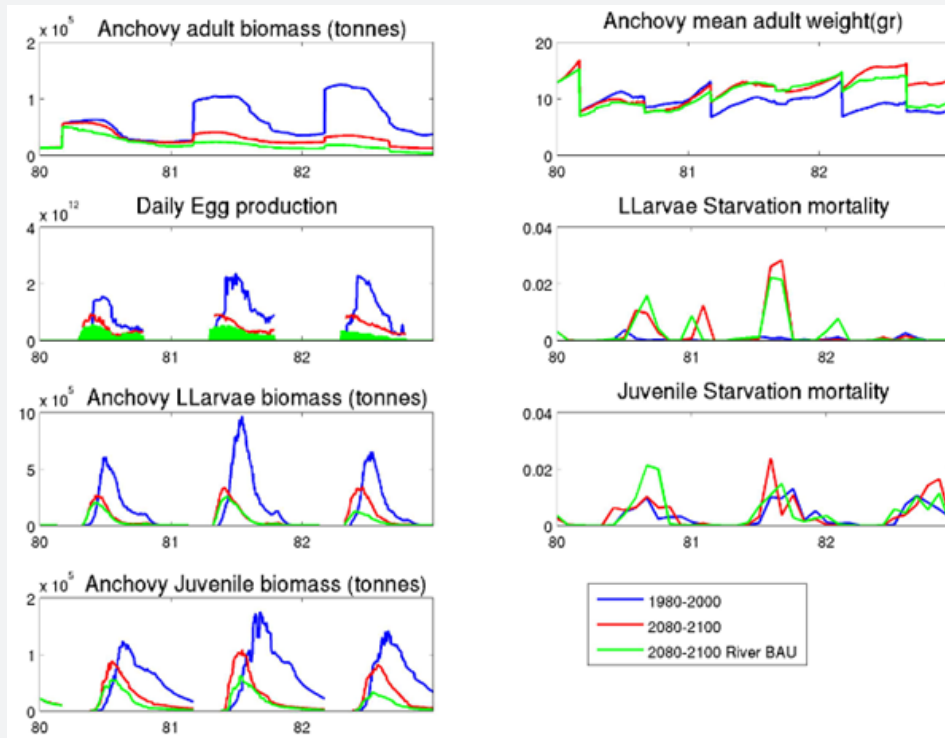 Anchovy adult biomass (tonnes)
x 10^5
2
1
0
80 81 82
Anchovy mean adult weight(gr)
20
10
0
80 81 82
Daily Egg production
x 10^12
4
2
0
80 81 82
LLarvae Starvation mortality
0.04
0.02
0
80 81 82
Anchovy LLarvae biomass (tonnes)
x 10^5
10
5
0
80 81 82
Juvenile Starvation mortality
0.04
0.02
0
80 81 82
Anchovy Juvenile biomass (tonnes)
x 10^5
2
1
0
80 81 82
1980-2000
2080-2100
2080-2100 River BAU